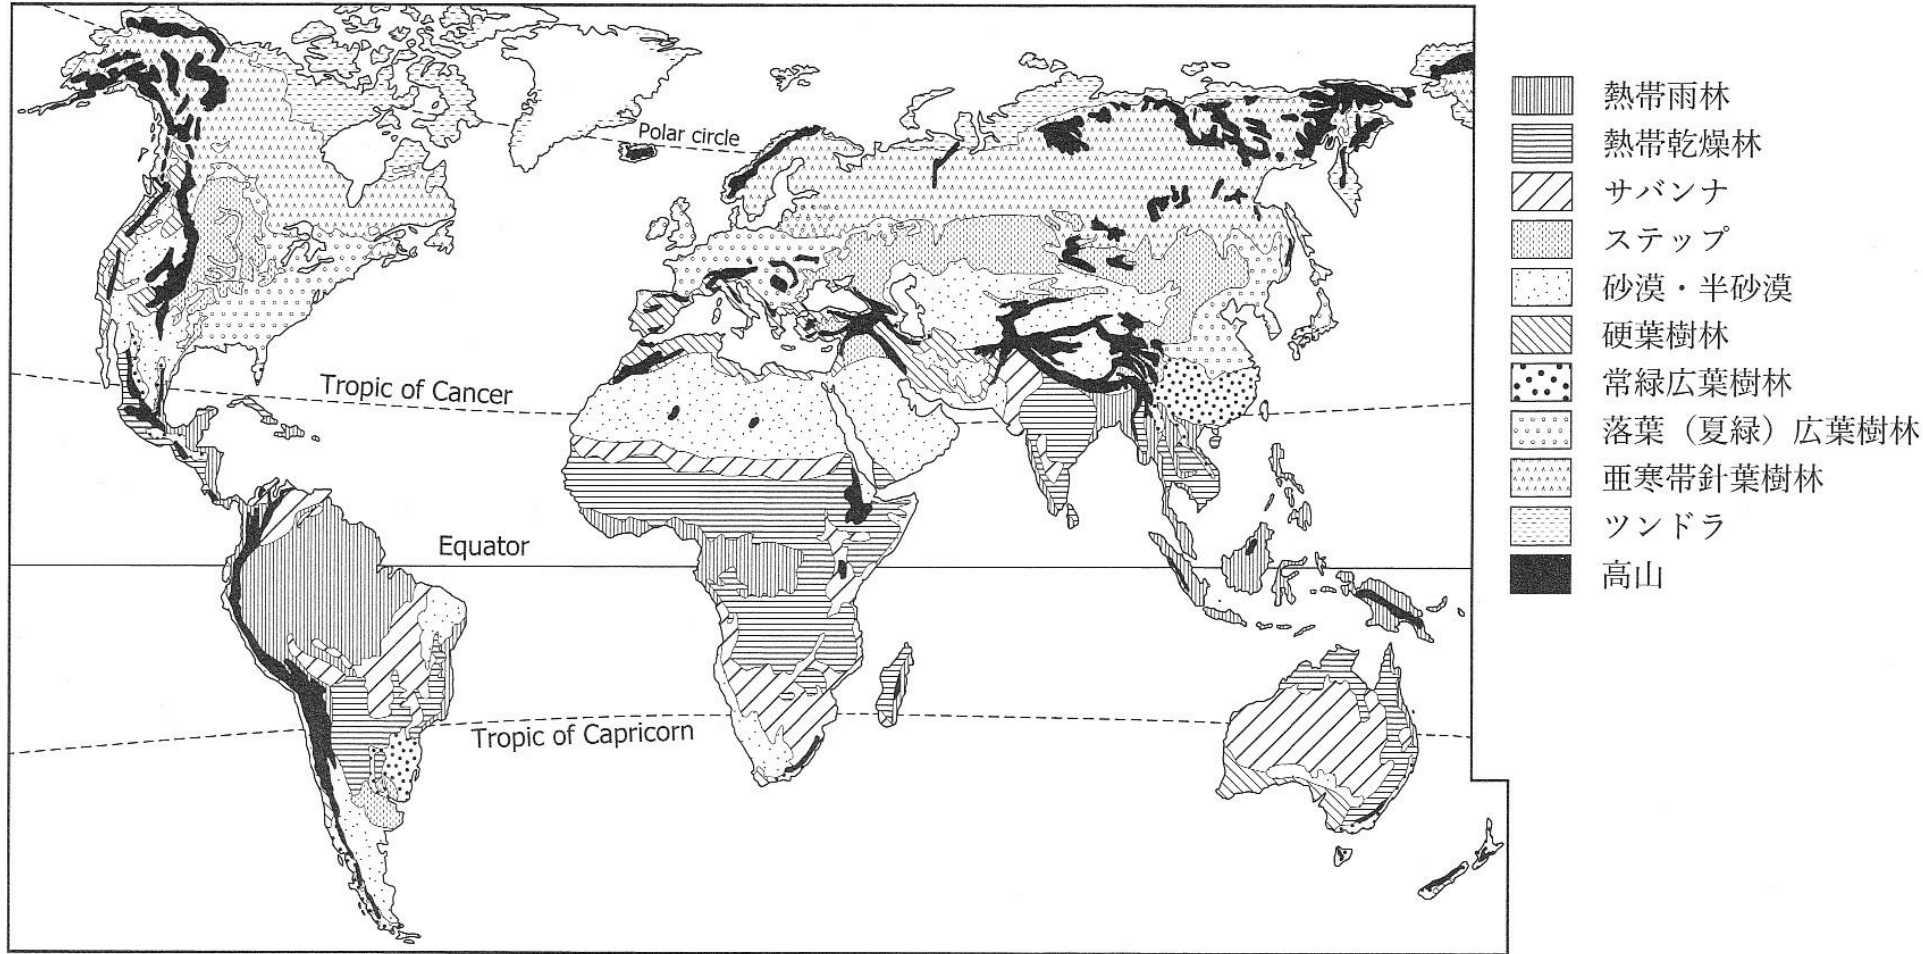 Polar circle
Tropic of Cancer
Equator
Tropic of Capricorn
熱帯雨林
熱帯乾燥林
サバンナ
ステップ
砂漠・半砂漠
硬葉樹林
常緑広葉樹林
落葉（夏緑）広葉樹林
亜寒帯針葉樹林
ツンドラ
高山